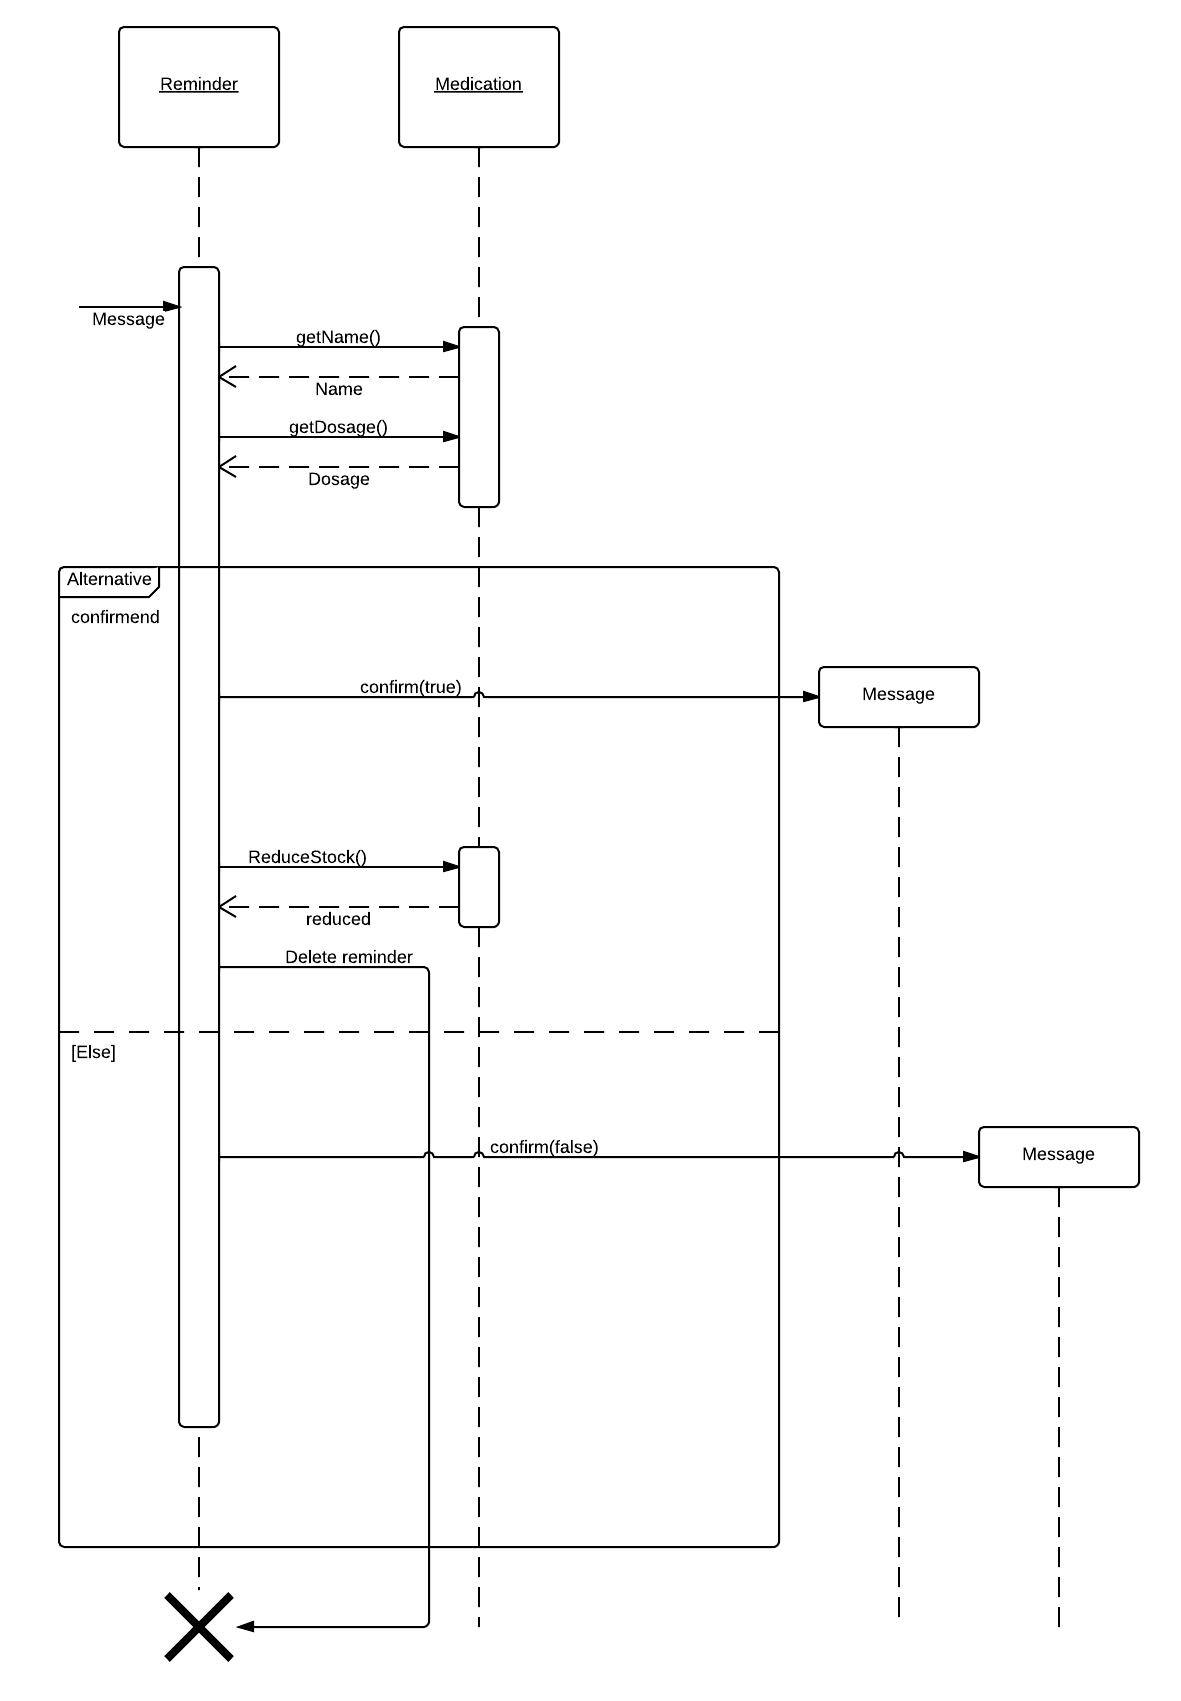 Reminder
Medication
Message
getName()
Name
getDosage()
Dosage
Alternative
confirmend
confirm(true)
Message
ReduceStock()
reduced
Delete reminder
[Else]
confirm(false)
Message